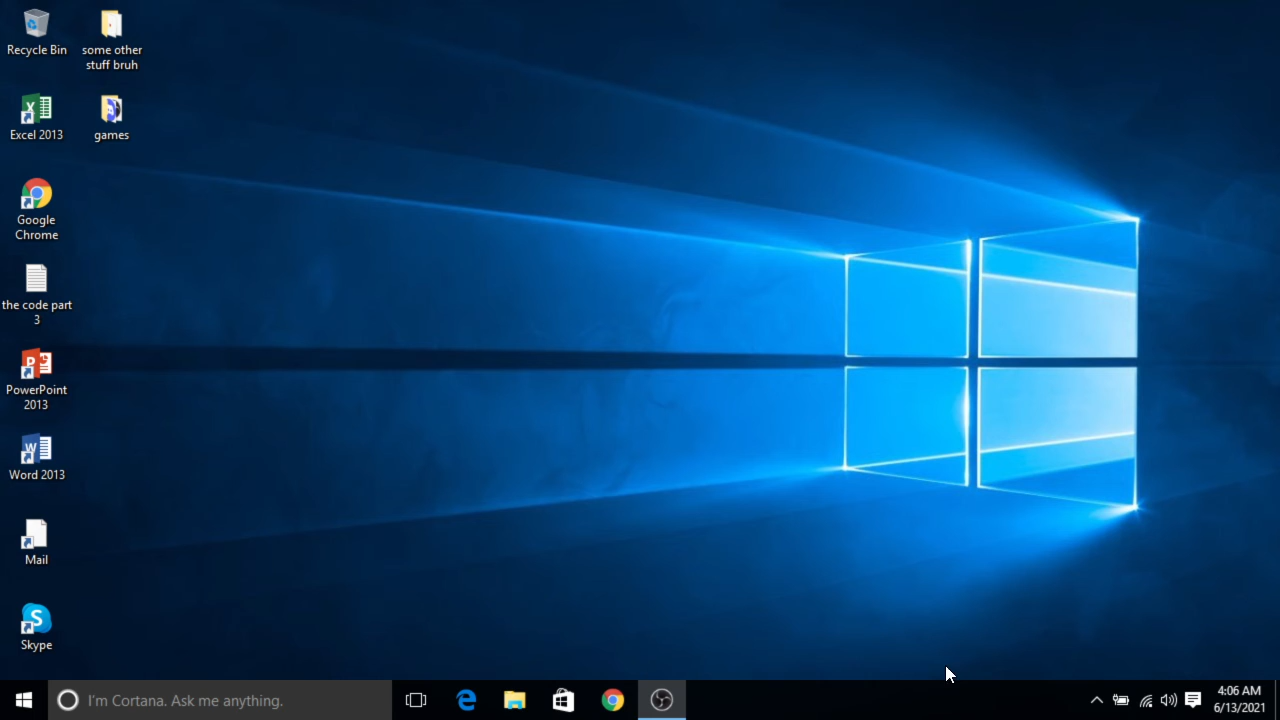 Recycle Bin
some other
stuff bruh
Excel 2013
games
Google
Chrome
the code part
3
PowerPoint
2013
Word 2013
Mail
Skype
I'm Cortana. Ask me anything.
4:06 AM
6/13/2021